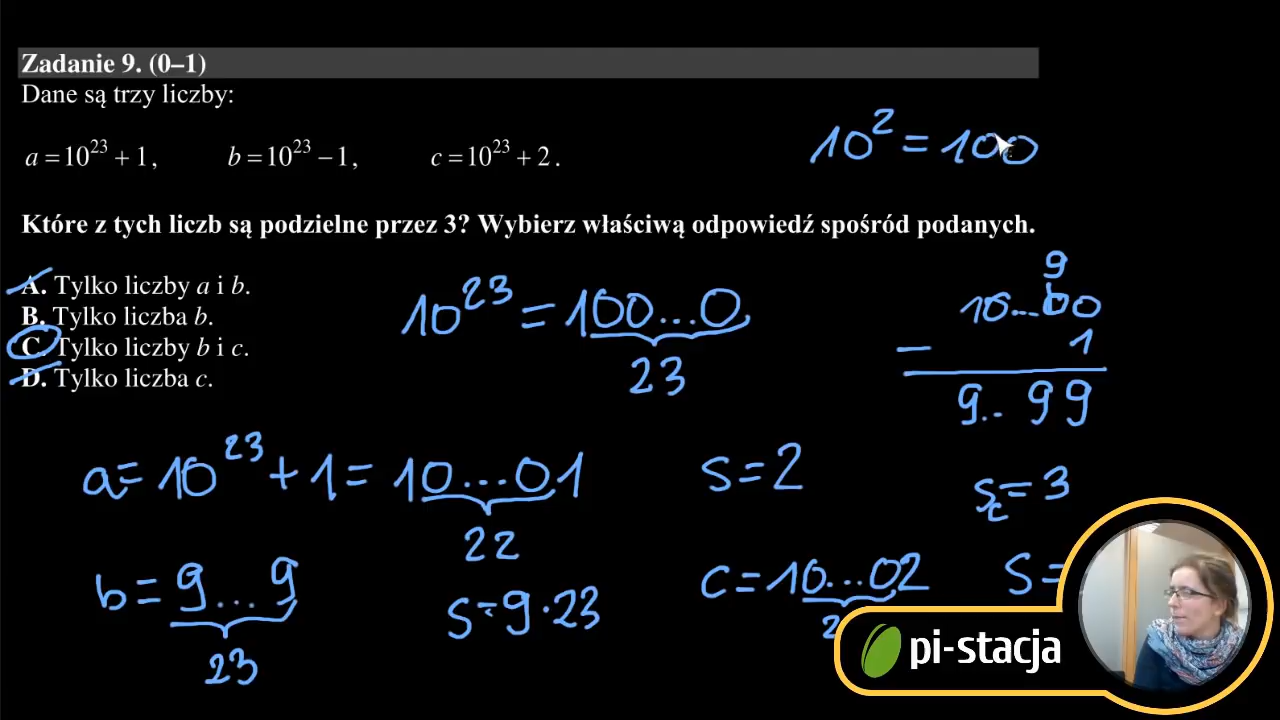 Zadanie 9. (0–1)
Dane są trzy liczby:
a = 10^23 + 1, b = 10^23 − 1, c = 10^23 + 2.
10^2 = 100
Które z tych liczb są podzielne przez 3? Wybierz właściwą odpowiedź spośród podanych.
A. Tylko liczby a i b.
B. Tylko liczba b.
C. Tylko liczby b i c.
D. Tylko liczba c.
10^23 = 100...0
23
9
10...00
− 1
9.. 99
a = 10^23 + 1 = 10...01
22
S = 2
S_c = 3
b = 9...9
23
S = 9·23
c = 10...02
2
S =
pi-stacja